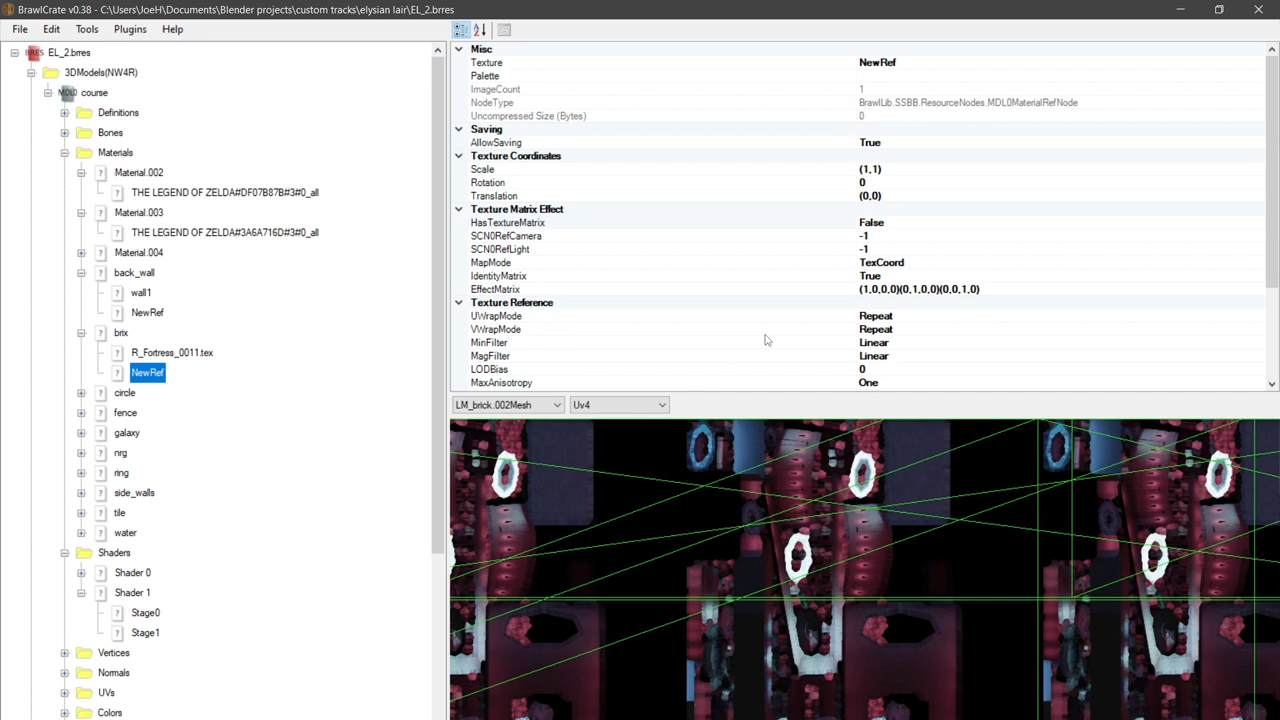 BrawlCrate v0.38 - C:\Users\JoeH\Documents\Blender projects\custom tracks\elysian lair\EL_2.brres
File Edit Tools Plugins Help
BRES EL_2.brres
3DModels(NW4R)
MDL0 course
Definitions
Bones
Materials
? Material.002
? THE LEGEND OF ZELDA#DF07B87B#3#0_all
? Material.003
? THE LEGEND OF ZELDA#3A6A716D#3#0_all
? Material.004
? back_wall
? wall1
? NewRef
? brix
? R_Fortress_0011.tex
? NewRef
? circle
? fence
? galaxy
? nrg
? ring
? side_walls
? tile
? water
Shaders
? Shader 0
? Shader 1
? Stage0
? Stage1
Vertices
Normals
UVs
Colors
Misc
Texture NewRef
Palette
ImageCount 1
NodeType BrawlLib.SSBB.ResourceNodes.MDL0MaterialRefNode
Uncompressed Size (Bytes) 0
Saving
AllowSaving True
Texture Coordinates
Scale (1,1)
Rotation 0
Translation (0,0)
Texture Matrix Effect
HasTextureMatrix False
SCN0RefCamera -1
SCN0RefLight -1
MapMode TexCoord
IdentityMatrix True
EffectMatrix (1,0,0,0)(0,1,0,0)(0,0,1,0)
Texture Reference
UWrapMode Repeat
VWrapMode Repeat
MinFilter Linear
MagFilter Linear
LODBias 0
MaxAnisotropy One
LM_brick.002Mesh Uv4